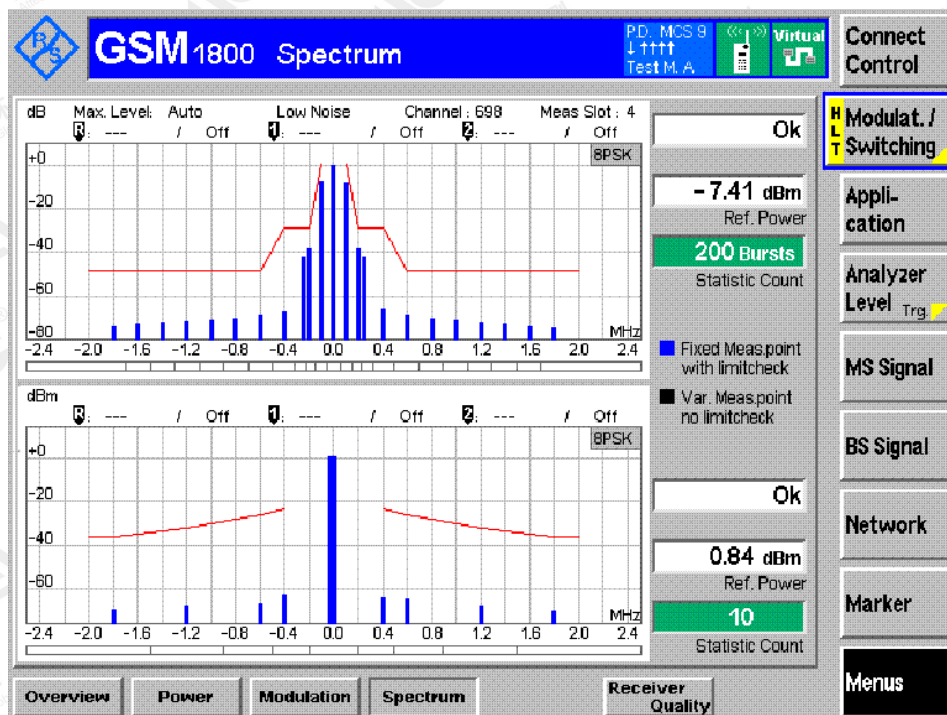 R S
GSM 1800 Spectrum
P.D. MCS 9
↓↑↑↑↑
Test M. A
Virtual
Connect Control
dB Max. Level: Auto Low Noise Channel : 698 Meas Slot : 4
R: --- / Off 1: --- / Off 2: --- / Off
8PSK
+0
-20
-40
-60
-80
MHz
-2.4 -2.0 -1.6 -1.2 -0.8 -0.4 0.0 0.4 0.8 1.2 1.6 2.0 2.4
Ok
-7.41 dBm
Ref. Power
200 Bursts
Statistic Count
Fixed Meas.point
with limitcheck
Var. Meas.point
no limitcheck
dBm
R: --- / Off 1: --- / Off 2: --- / Off
8PSK
+0
-20
-40
-60
MHz
-2.4 -2.0 -1.6 -1.2 -0.8 -0.4 0.0 0.4 0.8 1.2 1.6 2.0 2.4
Ok
0.84 dBm
Ref. Power
10
Statistic Count
HLT
Modulat. /
Switching
Appli-
cation
Analyzer
Level Trg.
MS Signal
BS Signal
Network
Marker
Menus
Overview
Power
Modulation
Spectrum
Receiver
Quality